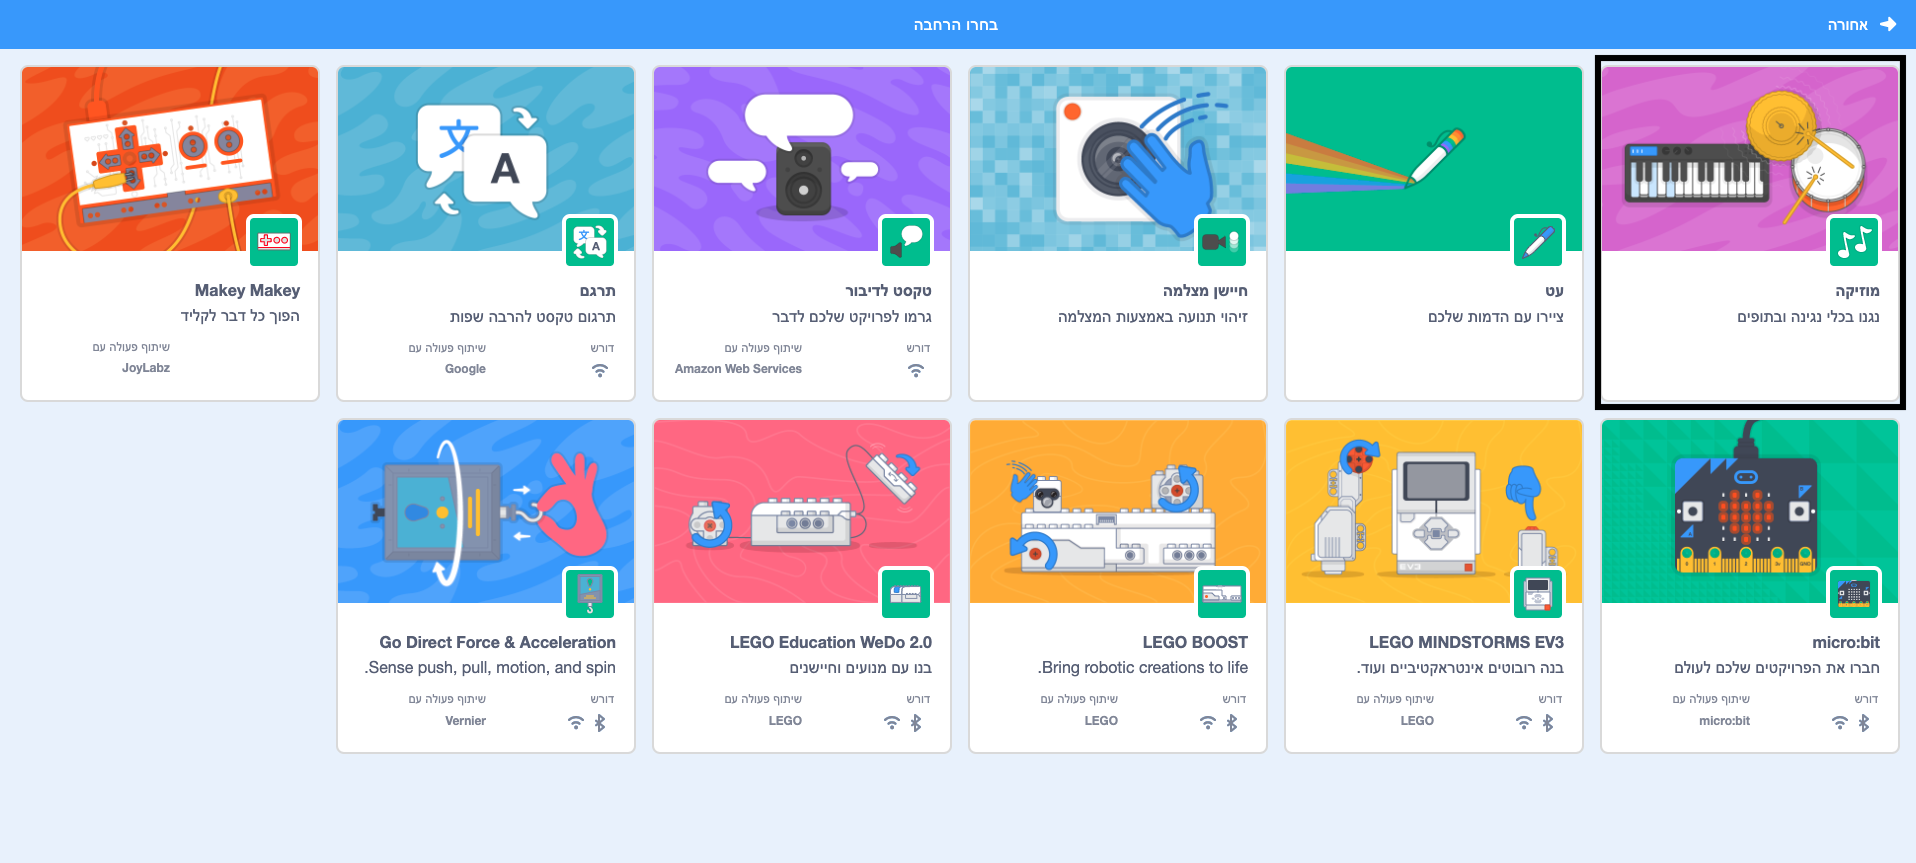 אחורה
בחרו הרחבה
מוזיקה
נגנו בכלי נגינה ובתופים
עט
ציירו עם הדמות שלכם
חיישן מצלמה
זיהוי תנועה באמצעות המצלמה
טקסט לדיבור
גרמו לפרויקט שלכם לדבר
דורש
שיתוף פעולה עם
Amazon Web Services
תרגם
תרגום טקסט להרבה שפות
דורש
שיתוף פעולה עם
Google
Makey Makey
הפוך כל דבר לקליד
שיתוף פעולה עם
JoyLabz
micro:bit
חברו את הפרויקטים שלכם לעולם
דורש
שיתוף פעולה עם
micro:bit
EV3
LEGO MINDSTORMS EV3
בנה רובוטים אינטראקטיביים ועוד.
דורש
שיתוף פעולה עם
LEGO
LEGO BOOST
Bring robotic creations to life.
דורש
שיתוף פעולה עם
LEGO
LEGO Education WeDo 2.0
בנו עם מנועים וחיישנים
דורש
שיתוף פעולה עם
LEGO
Go Direct Force & Acceleration
Sense push, pull, motion, and spin.
דורש
שיתוף פעולה עם
Vernier